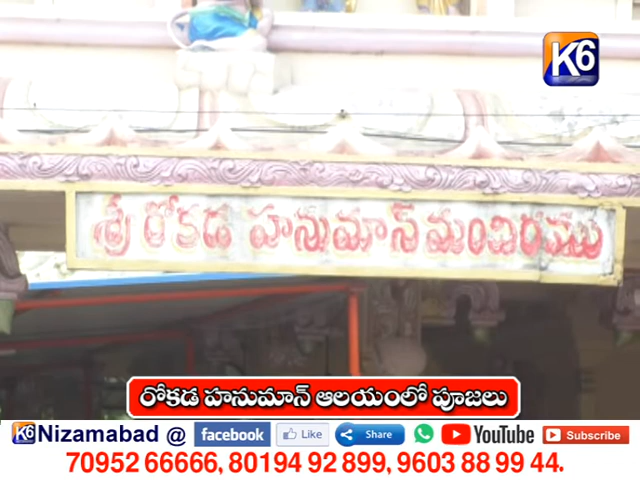 K6
శ్రీ రోకడ హనుమాన్ మందిరము
రోకడ హనుమాన్ ఆలయంలో పూజలు
K6 Nizamabad @ facebook Like Share YouTube Subscribe
70952 66666, 80194 92 899, 9603 88 99 44.